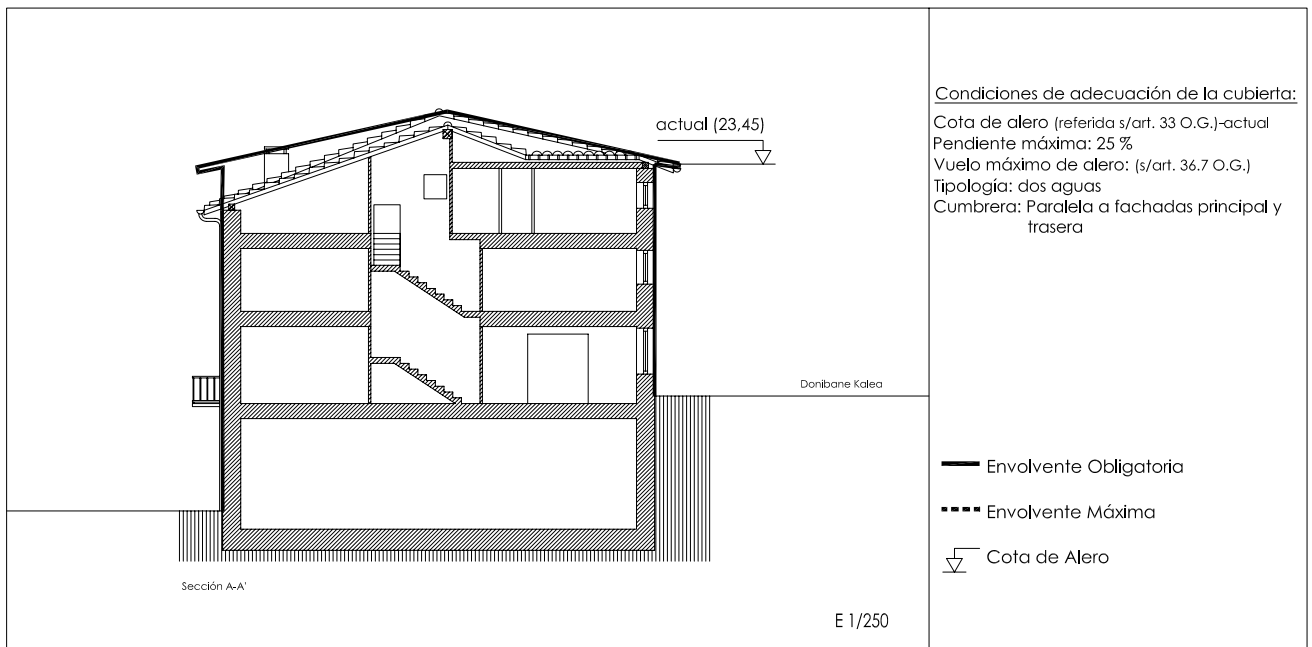 actual (23,45)
Donibane Kalea
Sección A-A'
E 1/250
Condiciones de adecuación de la cubierta:
Cota de alero (referida s/art. 33 O.G.)-actual
Pendiente máxima: 25 %
Vuelo máximo de alero: (s/art. 36.7 O.G.)
Tipología: dos aguas
Cumbrera: Paralela a fachadas principal y
trasera
Envolvente Obligatoria
Envolvente Máxima
Cota de Alero